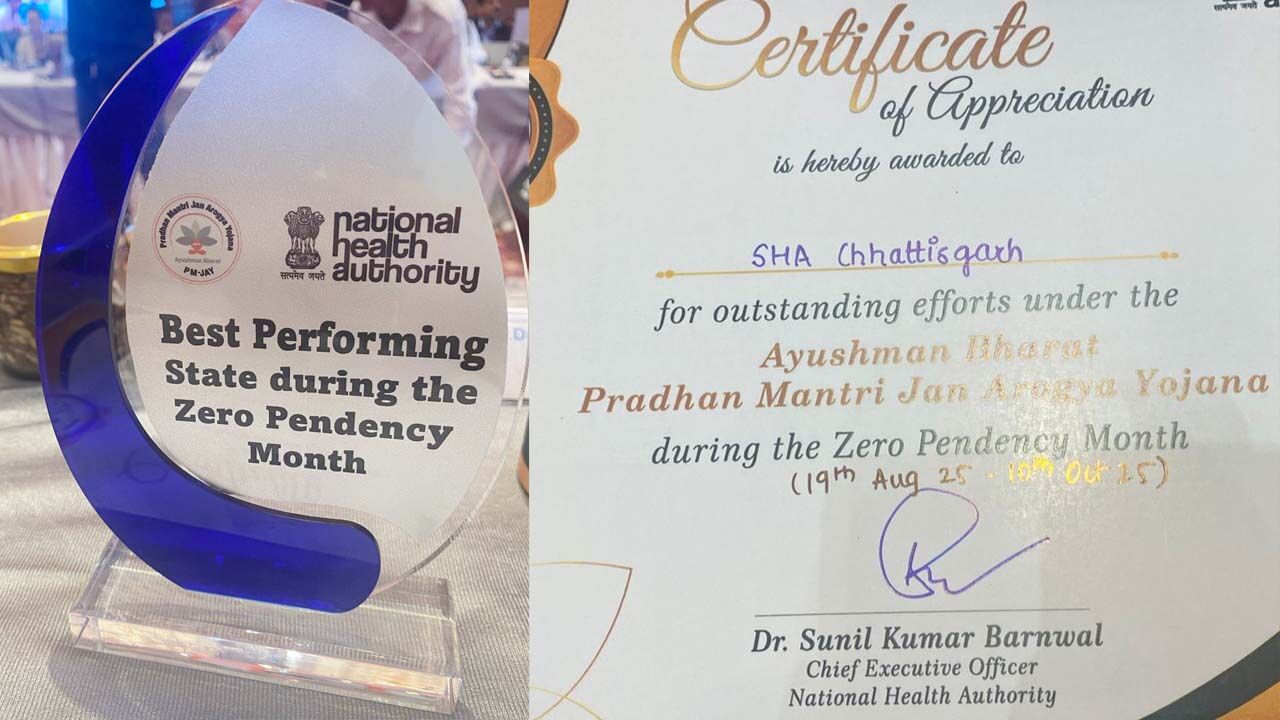 Pradhan Mantri Jan Arogya Yojana
Ayushman Bharat
PM-JAY
सत्यमेव जयते
national
health
authority
Best Performing
State during the
Zero Pendency
Month
सत्यमेव जयते
Certificate
of Appreciation
is hereby awarded to
SHA Chhattisgarh
for outstanding efforts under the
Ayushman Bharat
Pradhan Mantri Jan Arogya Yojana
during the Zero Pendency Month
(19th Aug 25 - 10th Oct 25)
Dr. Sunil Kumar Barnwal
Chief Executive Officer
National Health Authority